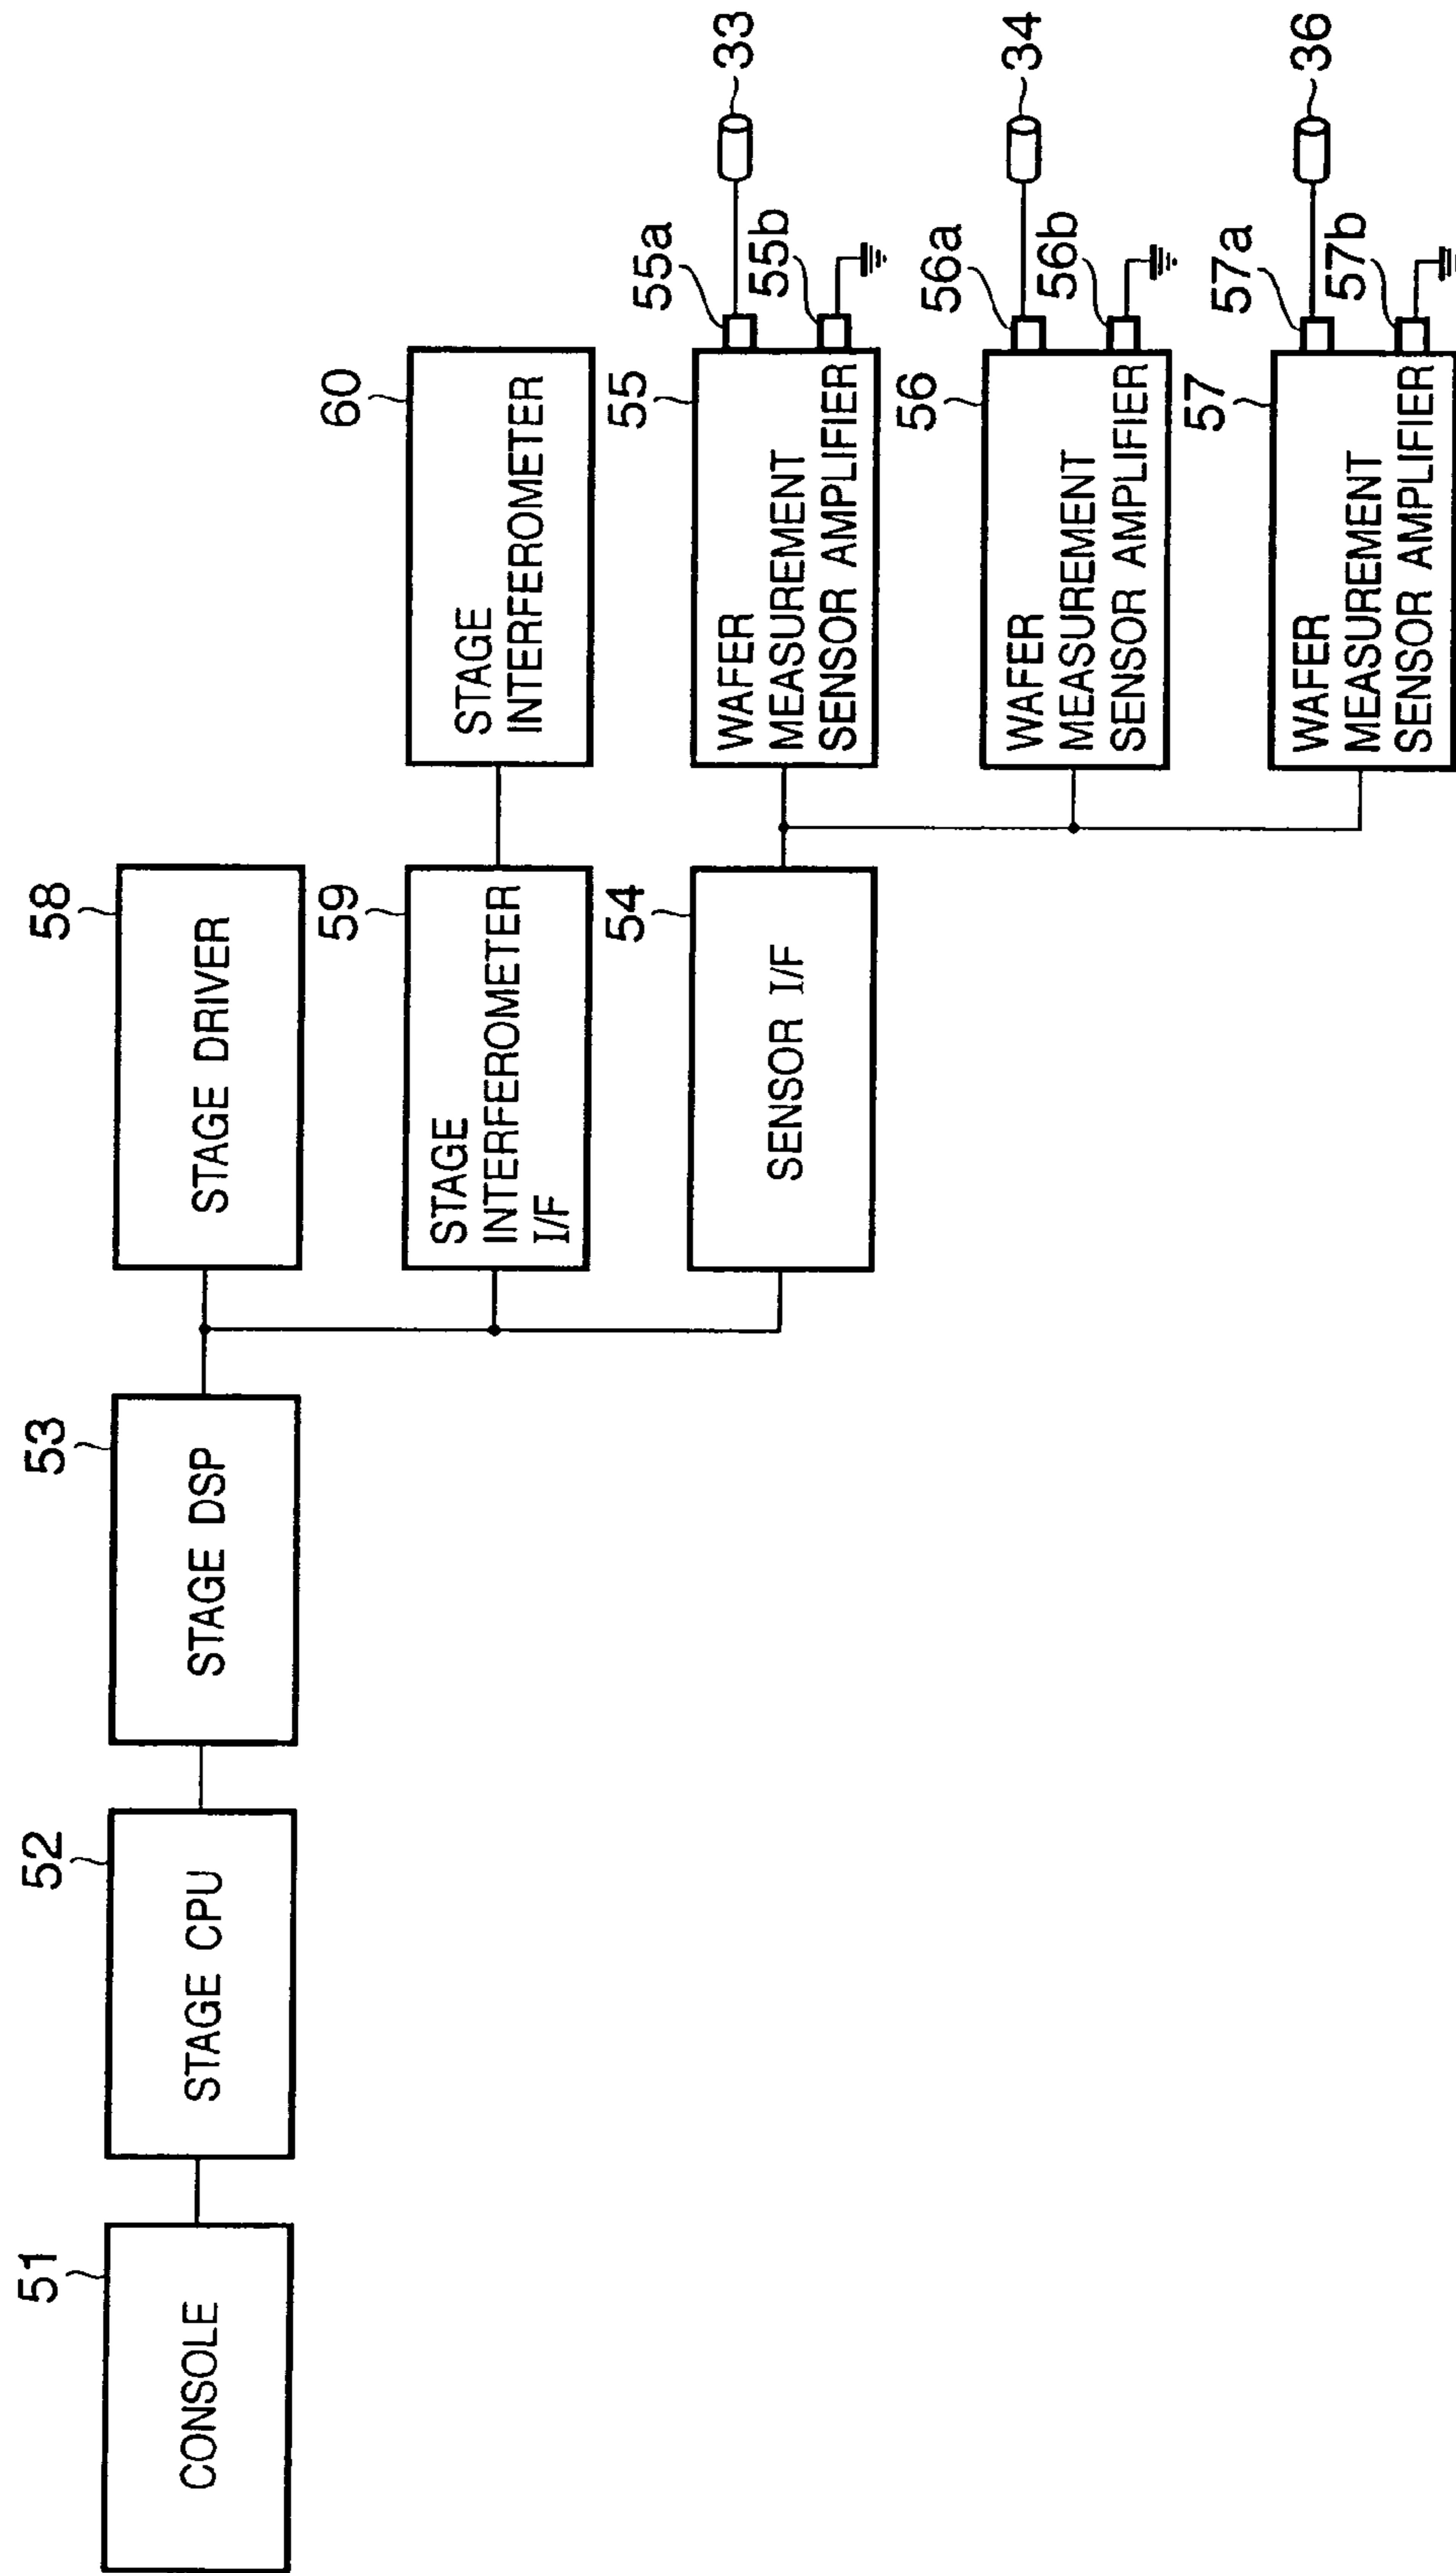 51
CONSOLE
52
STAGE CPU
53
STAGE DSP
58
STAGE DRIVER
59
STAGE
INTERFEROMETER
I/F
60
STAGE
INTERFEROMETER
54
SENSOR I/F
55
WAFER
MEASUREMENT
SENSOR AMPLIFIER
55a
55b
33
56
WAFER
MEASUREMENT
SENSOR AMPLIFIER
56a
56b
34
57
WAFER
MEASUREMENT
SENSOR AMPLIFIER
57a
57b
36